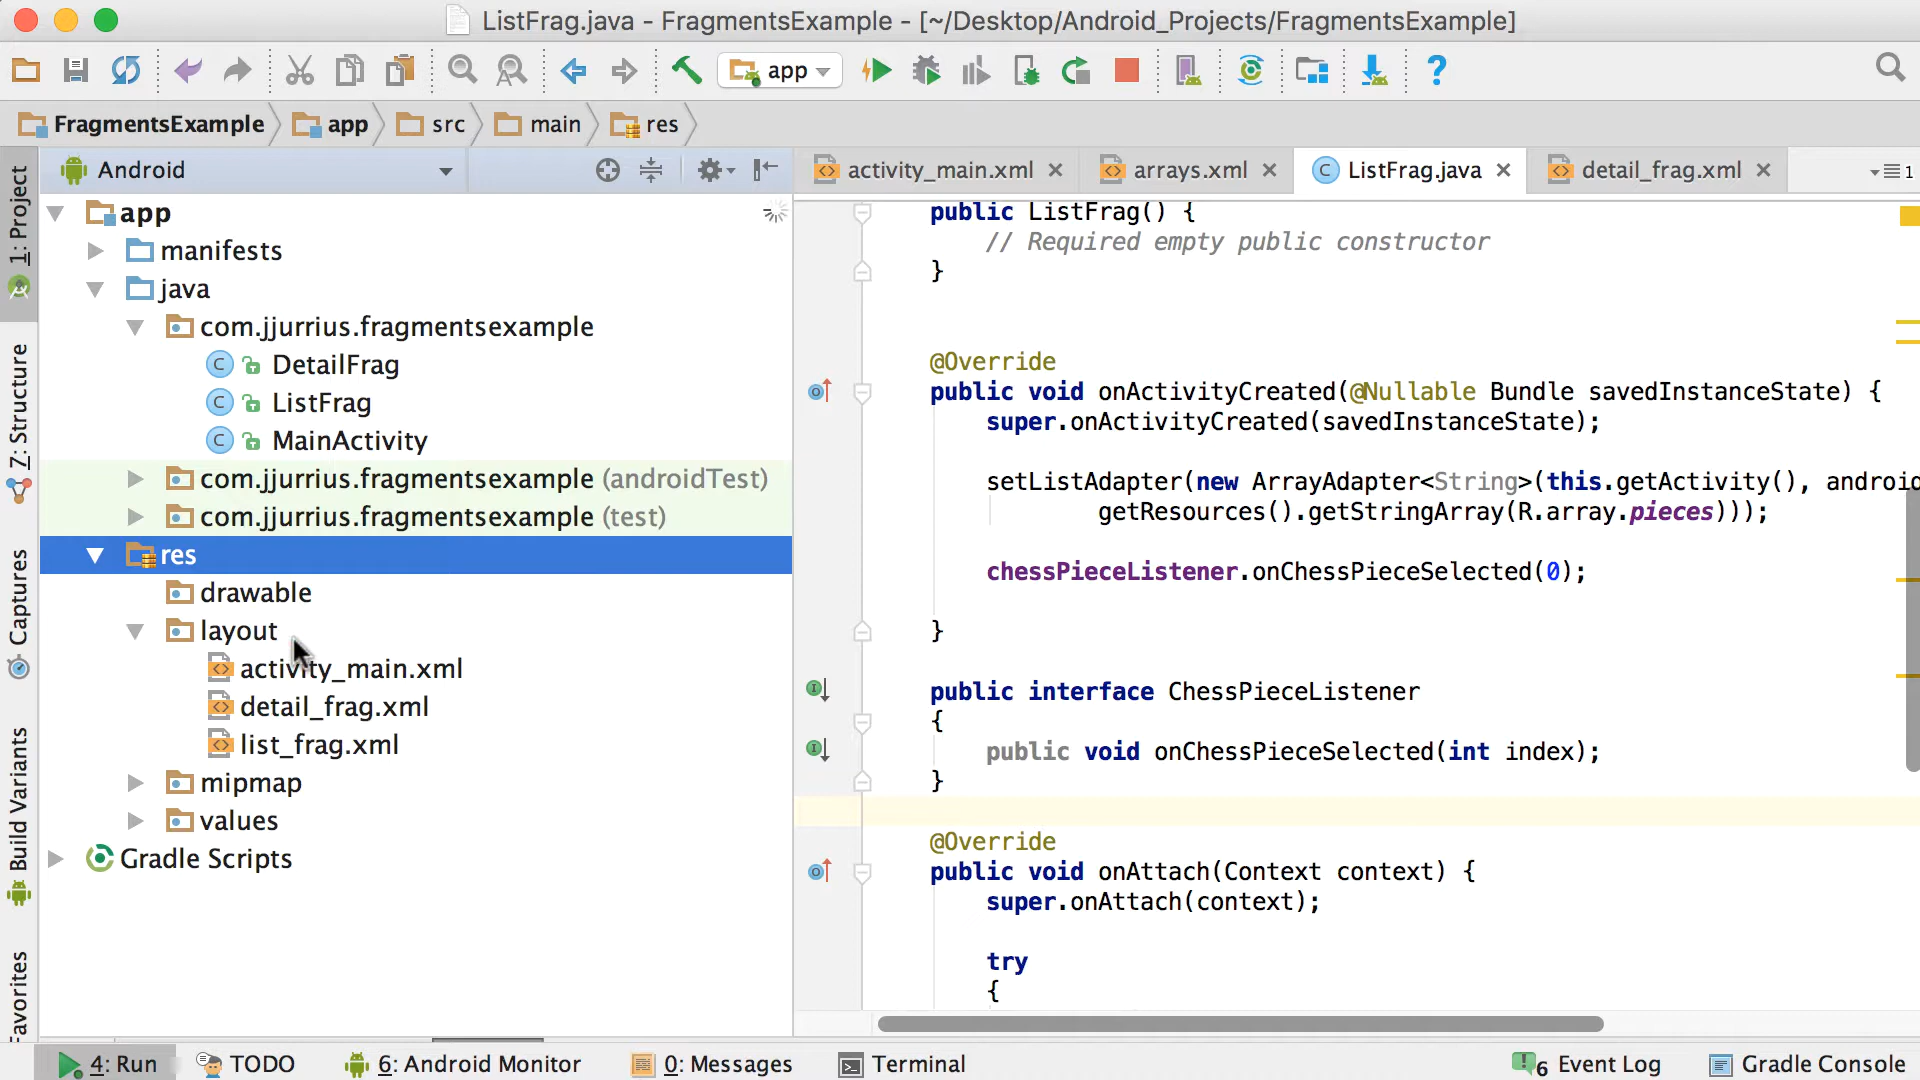 ListFrag.java - FragmentsExample - [~/Desktop/Android_Projects/FragmentsExample]
app
FragmentsExample app src main res
Android
activity_main.xml arrays.xml ListFrag.java detail_frag.xml 1
1: Project
Z: Structure
Captures
Build Variants
Favorites
app
manifests
java
com.jjurrius.fragmentsexample
DetailFrag
ListFrag
MainActivity
com.jjurrius.fragmentsexample (androidTest)
com.jjurrius.fragmentsexample (test)
res
drawable
layout
activity_main.xml
detail_frag.xml
list_frag.xml
mipmap
values
Gradle Scripts
public ListFrag() {
// Required empty public constructor
}
@Override
public void onActivityCreated(@Nullable Bundle savedInstanceState) {
super.onActivityCreated(savedInstanceState);
setListAdapter(new ArrayAdapter<String>(this.getActivity(), android
getResources().getStringArray(R.array.pieces)));
chessPieceListener.onChessPieceSelected(0);
}
public interface ChessPieceListener
{
public void onChessPieceSelected(int index);
}
@Override
public void onAttach(Context context) {
super.onAttach(context);
try
{
4: Run TODO 6: Android Monitor 0: Messages Terminal 6 Event Log Gradle Console